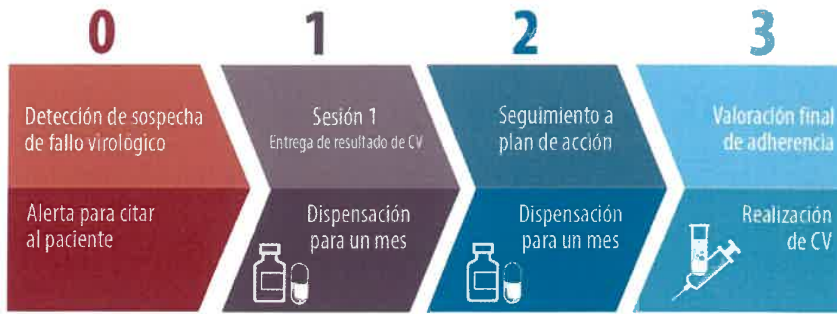 0
Detección de sospecha
de fallo virológico
Alerta para citar
al paciente
1
Sesión 1
Entrega de resultado de CV
Dispensación
para un mes
2
Seguimiento a
plan de acción
Dispensación
para un mes
3
Valoración final
de adherencia
Realización
de CV